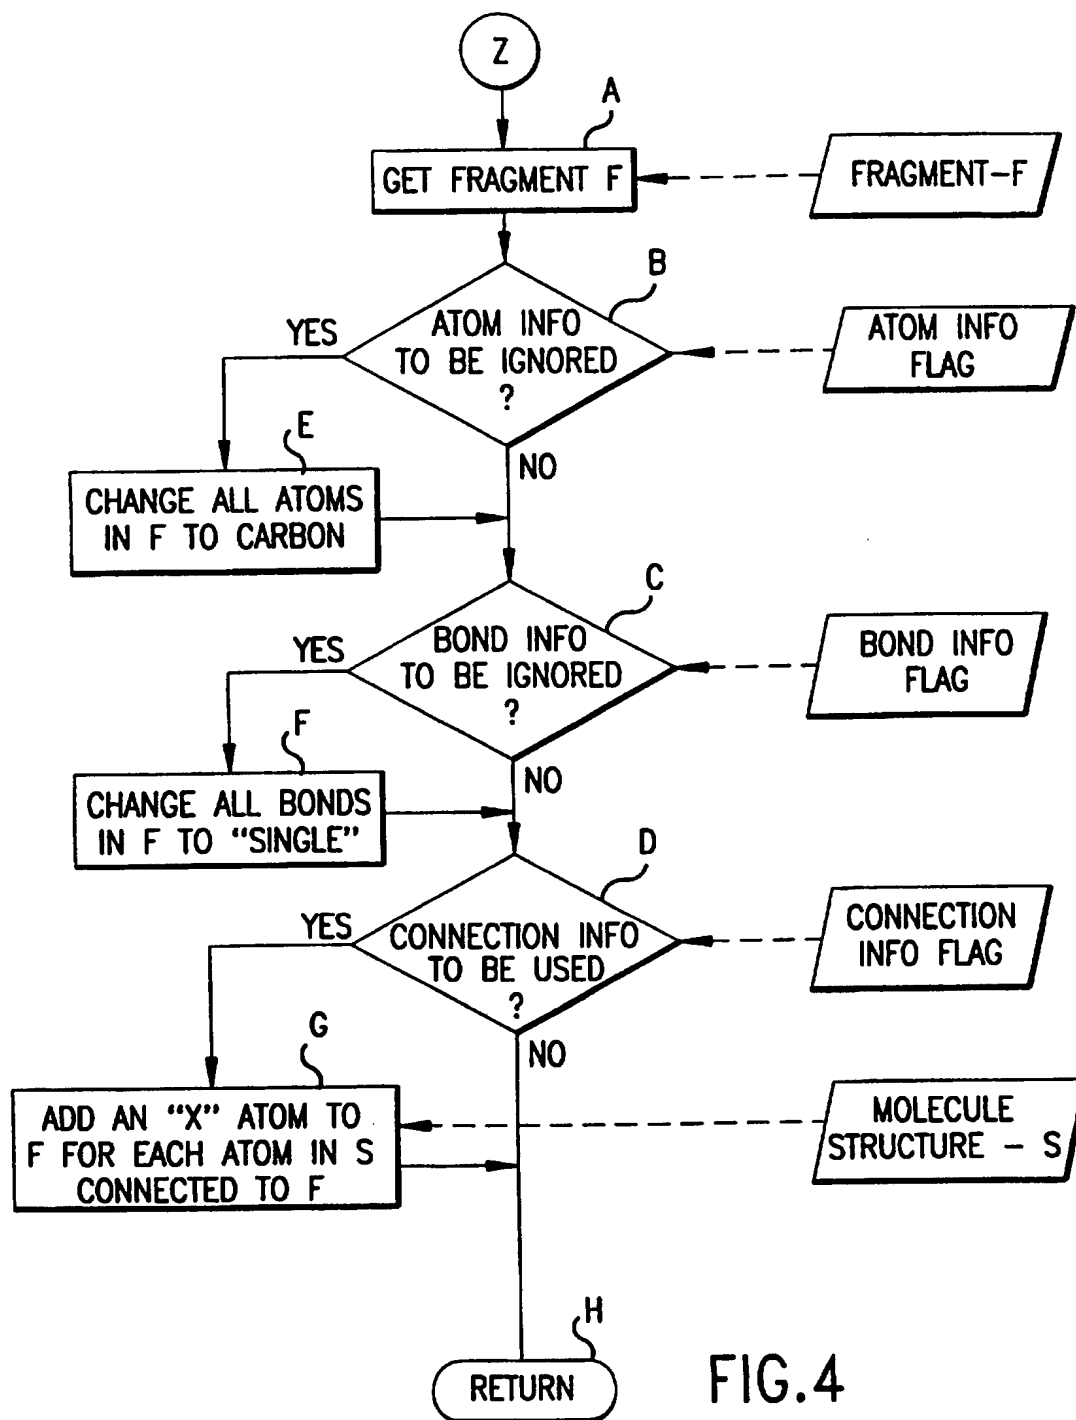 Z
A
GET FRAGMENT F
FRAGMENT-F
B
ATOM INFO
TO BE IGNORED
?
YES
NO
ATOM INFO
FLAG
E
CHANGE ALL ATOMS
IN F TO CARBON
C
BOND INFO
TO BE IGNORED
?
YES
NO
BOND INFO
FLAG
F
CHANGE ALL BONDS
IN F TO “SINGLE”
D
CONNECTION INFO
TO BE USED
?
YES
NO
CONNECTION
INFO FLAG
G
ADD AN “X” ATOM TO
F FOR EACH ATOM IN S
CONNECTED TO F
MOLECULE
STRUCTURE - S
H
RETURN
FIG.4